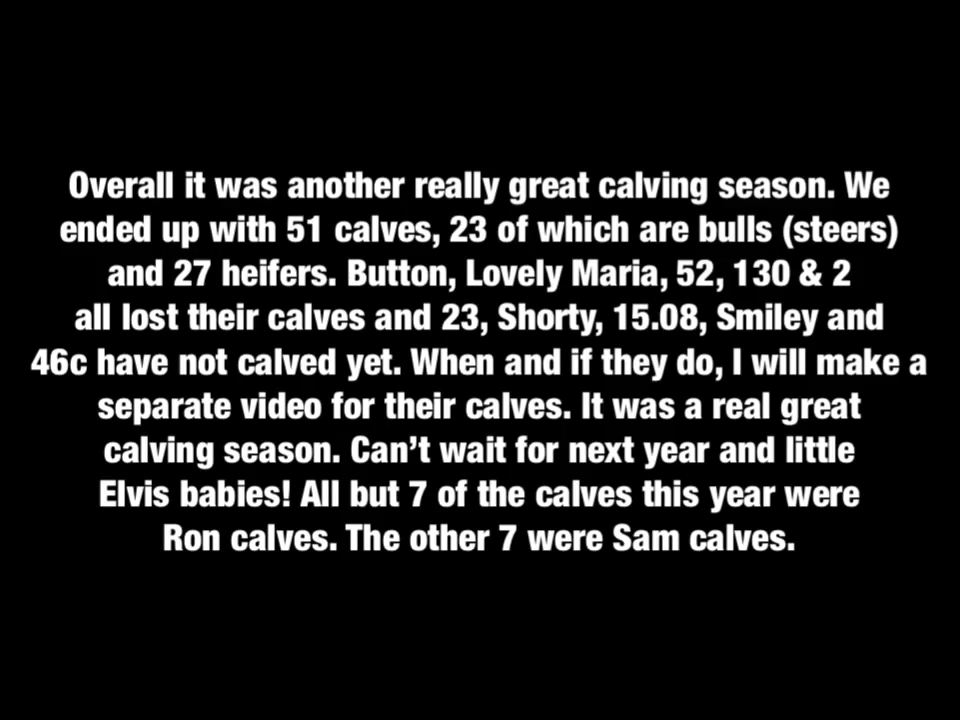 Overall it was another really great calving season. We
ended up with 51 calves, 23 of which are bulls (steers)
and 27 heifers. Button, Lovely Maria, 52, 130 & 2
all lost their calves and 23, Shorty, 15.08, Smiley and
46c have not calved yet. When and if they do, I will make a
separate video for their calves. It was a real great
calving season. Can’t wait for next year and little
Elvis babies! All but 7 of the calves this year were
Ron calves. The other 7 were Sam calves.